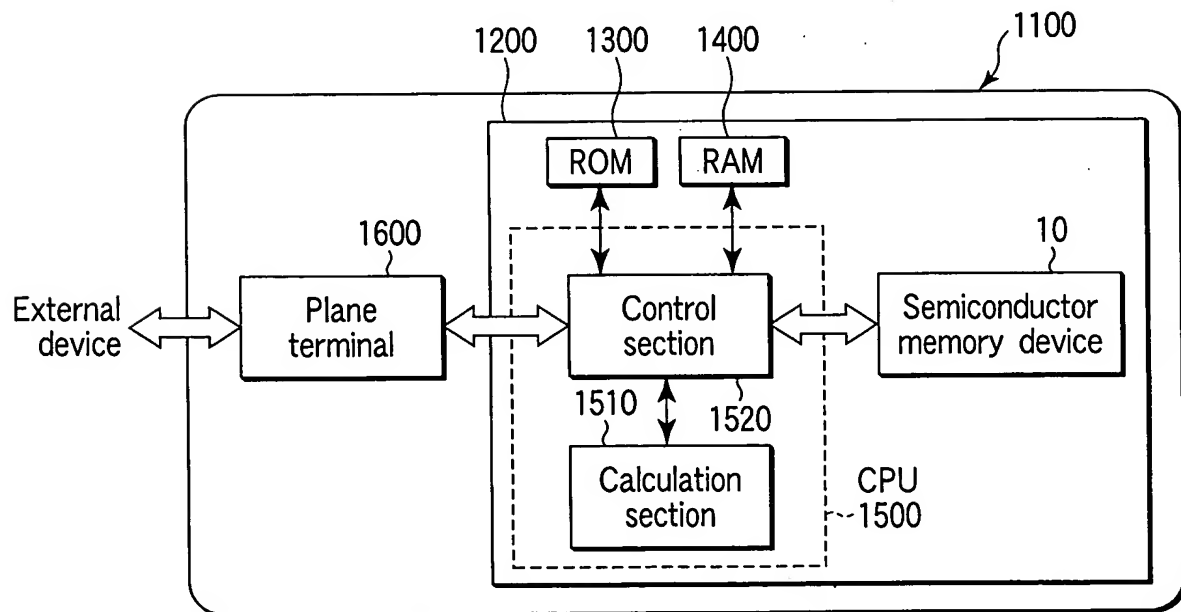 1100
1200
1300
1400
ROM
RAM
1600
10
External
device
Plane
terminal
Control
section
Semiconductor
memory device
1510
1520
Calculation
section
CPU
1500